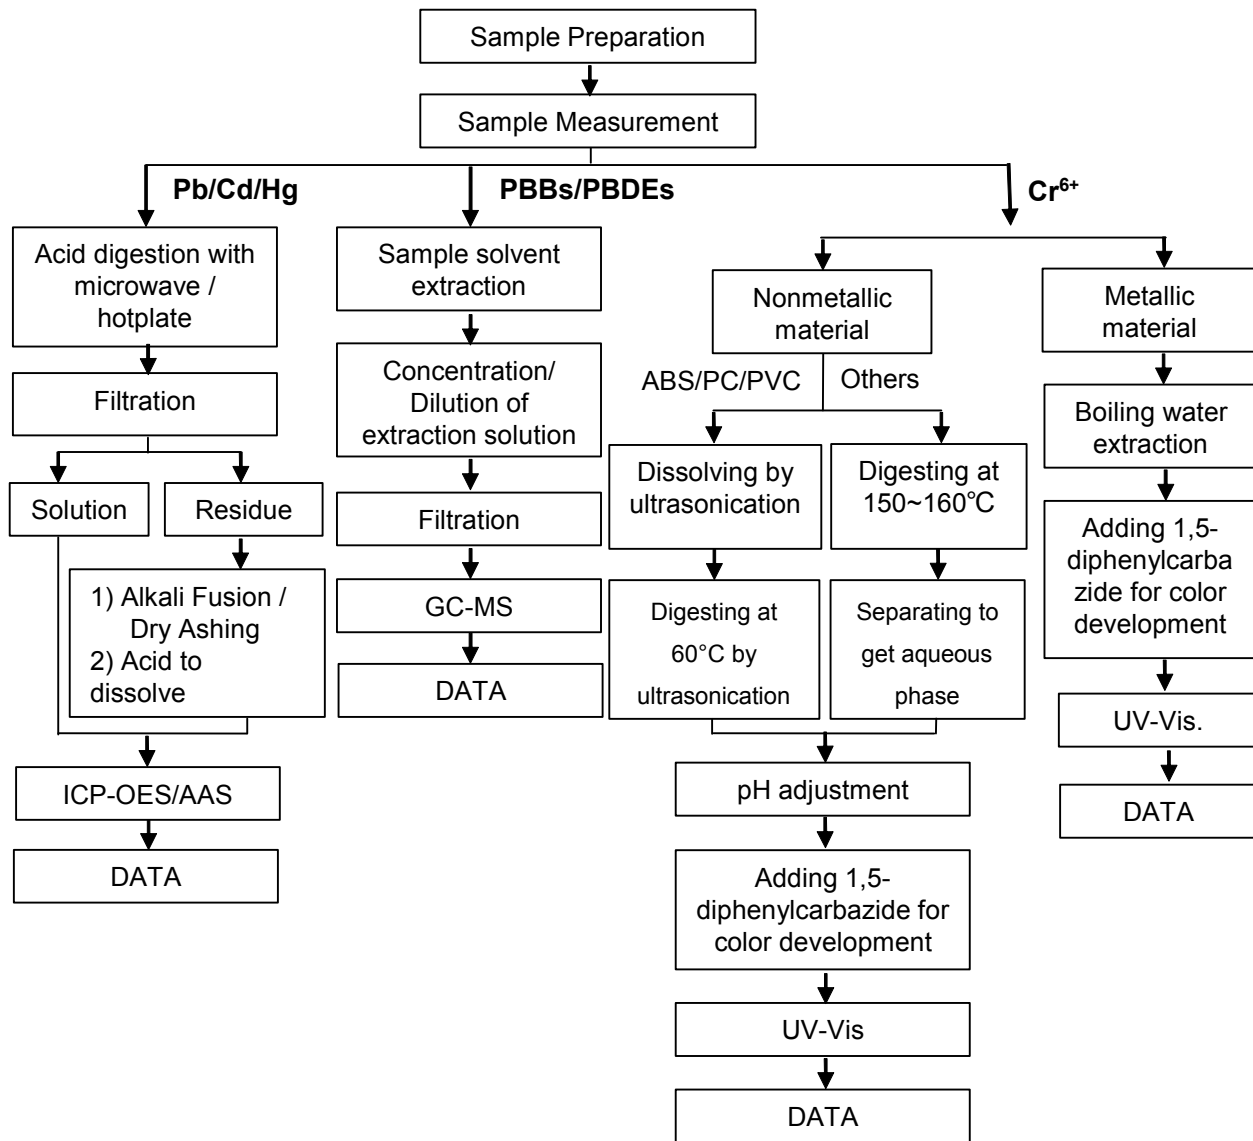 Sample Preparation
Sample Measurement
Pb/Cd/Hg
PBBs/PBDEs
Cr⁶⁺
Acid digestion with
microwave /
hotplate
Filtration
Solution
Residue
1) Alkali Fusion /
Dry Ashing
2) Acid to
dissolve
ICP-OES/AAS
DATA
Sample solvent
extraction
Concentration/
Dilution of
extraction solution
Filtration
GC-MS
DATA
Nonmetallic
material
ABS/PC/PVC
Others
Dissolving by
ultrasonication
Digesting at
60°C by
ultrasonication
Digesting at
150~160℃
Separating to
get aqueous
phase
pH adjustment
Adding 1,5-
diphenylcarbazide for
color development
UV-Vis
DATA
Metallic
material
Boiling water
extraction
Adding 1,5-
diphenylcarba
zide for color
development
UV-Vis.
DATA